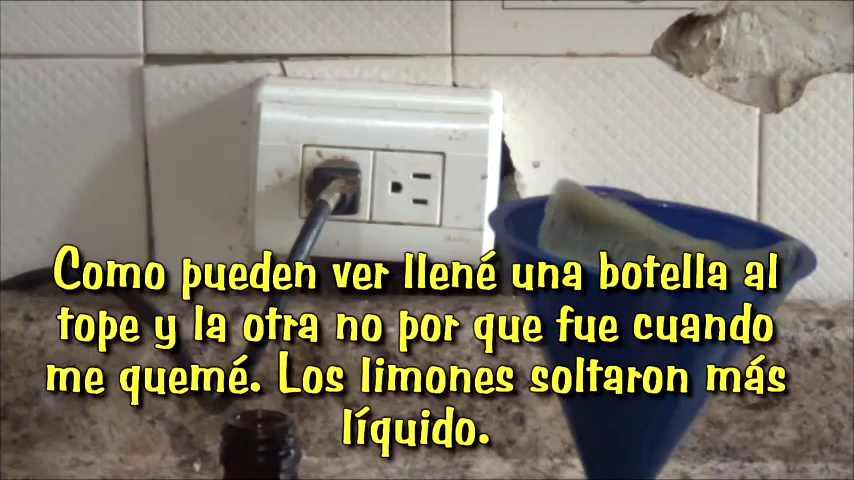 Como pueden ver llené una botella al
tope y la otra no por que fue cuando
me quemé. Los limones soltaron más
líquido.